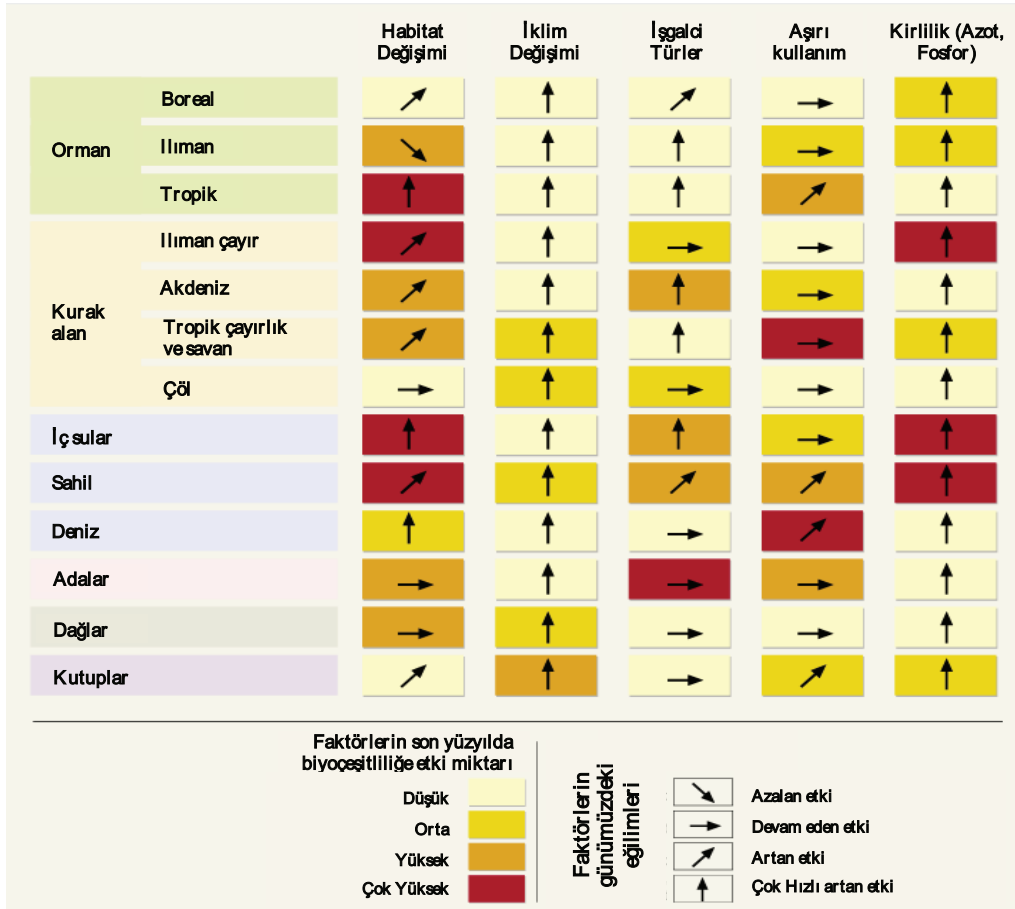 Habitat Değişimi
İklim Değişimi
İşgalci Türler
Aşırı kullanım
Kirlilik (Azot, Fosfor)
Orman
Boreal
Ilıman
Tropik
Kurak alan
Ilıman çayır
Akdeniz
Tropik çayırlık ve savan
Çöl
İç sular
Sahil
Deniz
Adalar
Dağlar
Kutuplar
Faktörlerin son yüzyılda
biyoçeşitliliğe etki miktarı
Düşük
Orta
Yüksek
Çok Yüksek
Faktörlerin
günümüzdeki
eğilimleri
Azalan etki
Devam eden etki
Artan etki
Çok Hızlı artan etki